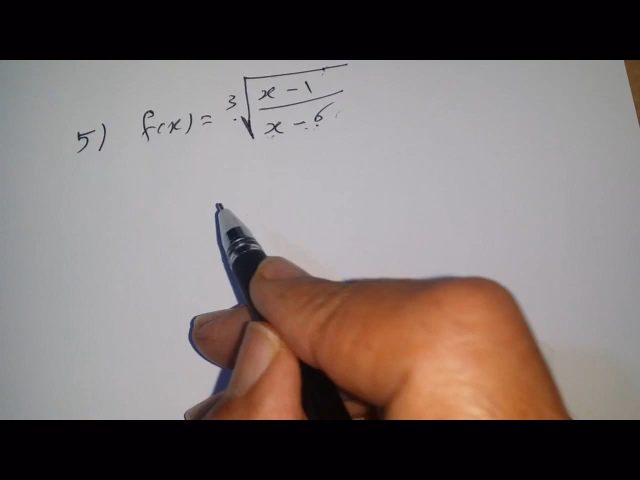 5) f(x) = ∛((x - 1)/(x - 6))